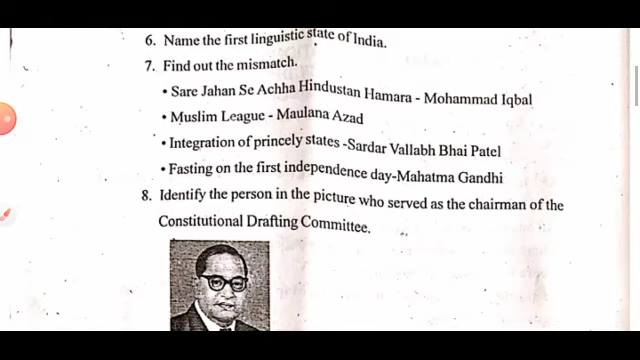 6. Name the first linguistic state of India.
7. Find out the mismatch.
• Sare Jahan Se Achha Hindustan Hamara - Mohammad Iqbal
• Muslim League - Maulana Azad
• Integration of princely states -Sardar Vallabh Bhai Patel
• Fasting on the first independence day-Mahatma Gandhi
8. Identify the person in the picture who served as the chairman of the
Constitutional Drafting Committee.